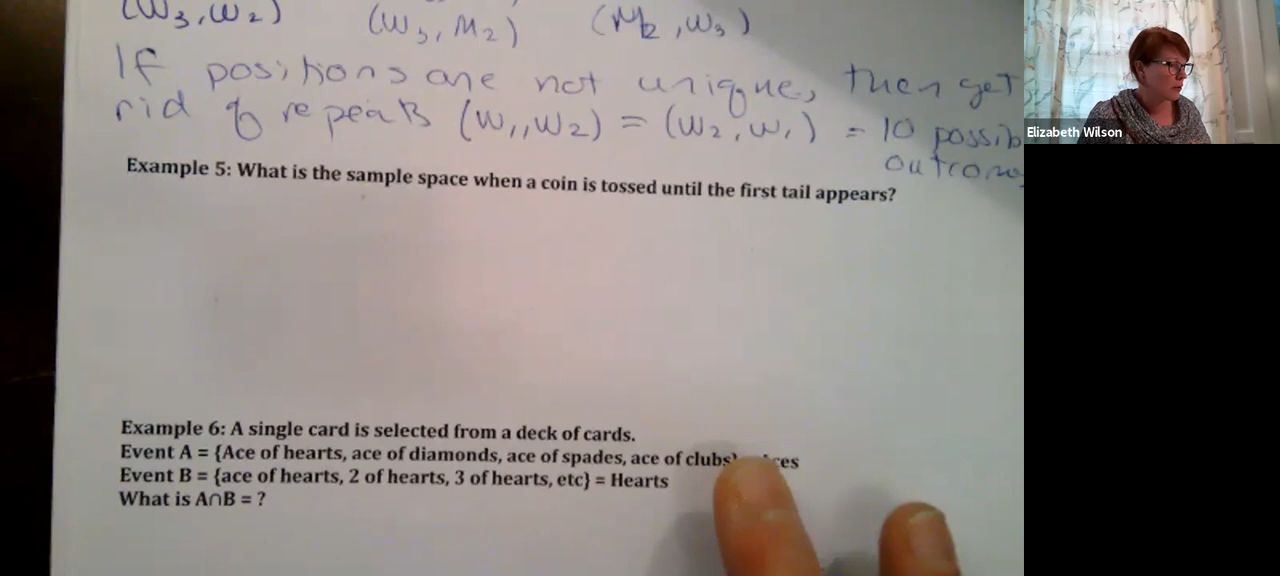 (W3, W2) (W3, M2) (M2, W3)
If positions are not unique, then get
rid of repeats (W1, W2) = (W2, W1) = 10 possib
outcom
Elizabeth Wilson
Example 5: What is the sample space when a coin is tossed until the first tail appears?
Example 6: A single card is selected from a deck of cards.
Event A = {Ace of hearts, ace of diamonds, ace of spades, ace of clubs}
Event B = {ace of hearts, 2 of hearts, 3 of hearts, etc} = Hearts
What is A∩B = ?